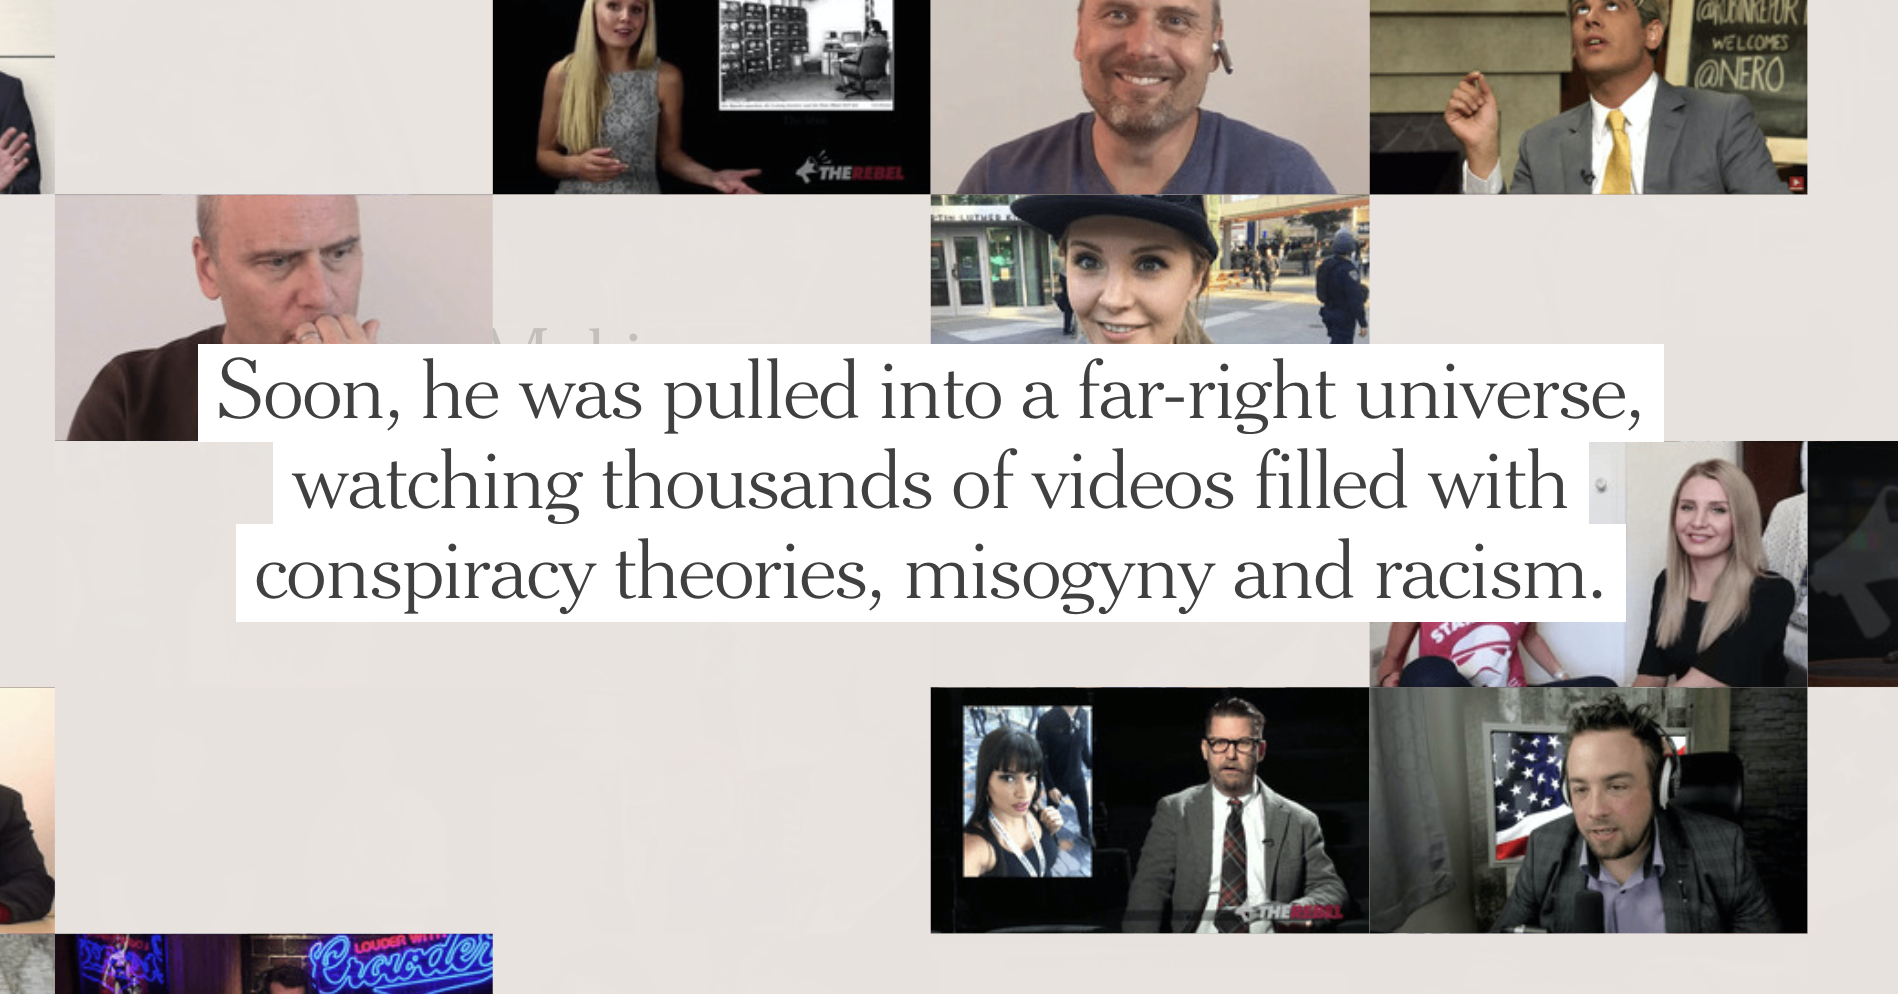 @RUBINREPORT
WELCOMES
@NERO
THEREBEL
Soon, he was pulled into a far-right universe,
watching thousands of videos filled with
conspiracy theories, misogyny and racism.
THEREBEL
LOUDER WITH
Crowder